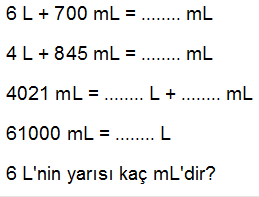 6 L + 700 mL = ........ mL
4 L + 845 mL = ........ mL
4021 mL = ........ L + ........ mL
61000 mL = ........ L
6 L'nin yarısı kaç mL'dir?